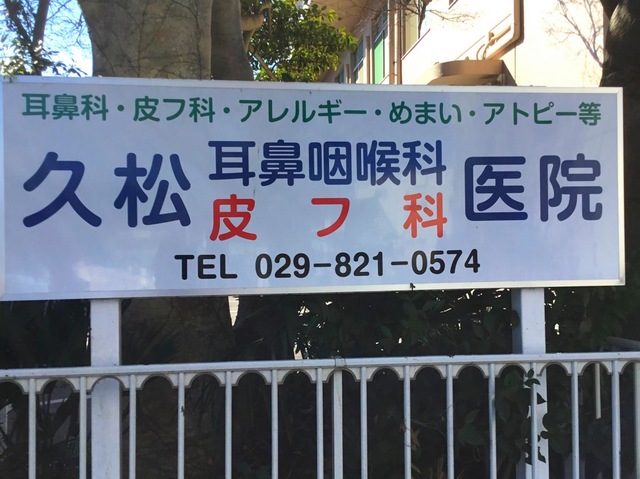 耳鼻科・皮フ科・アレルギー・めまい・アトピー等
久松 耳鼻咽喉科 医院
皮フ科
TEL 029-821-0574